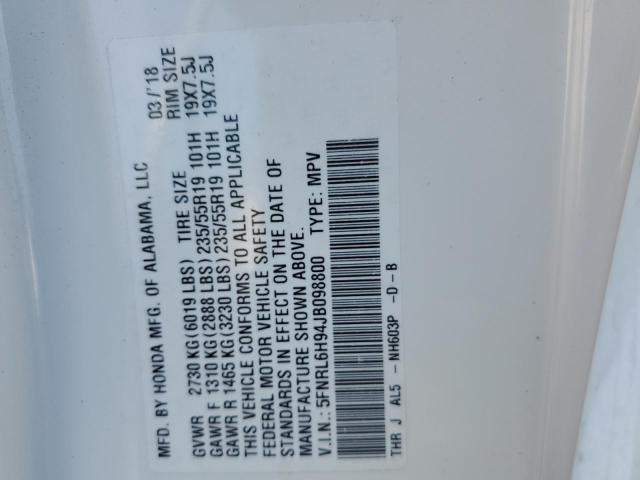 MFD. BY HONDA MFG. OF ALABAMA, LLC 03/'18
GVWR 2730 KG(6019 LBS) TIRE SIZE RIM SIZE
GAWR F 1310 KG(2888 LBS)235/55R19 101H 19X7.5J
GAWR R 1465 KG(3230 LBS)235/55R19 101H 19X7.5J
THIS VEHICLE CONFORMS TO ALL APPLICABLE
FEDERAL MOTOR VEHICLE SAFETY
STANDARDS IN EFFECT ON THE DATE OF
MANUFACTURE SHOWN ABOVE.
V.I.N.: 5FNRL6H94JB098800 TYPE: MPV
THR J AL5 - NH603P -D-B